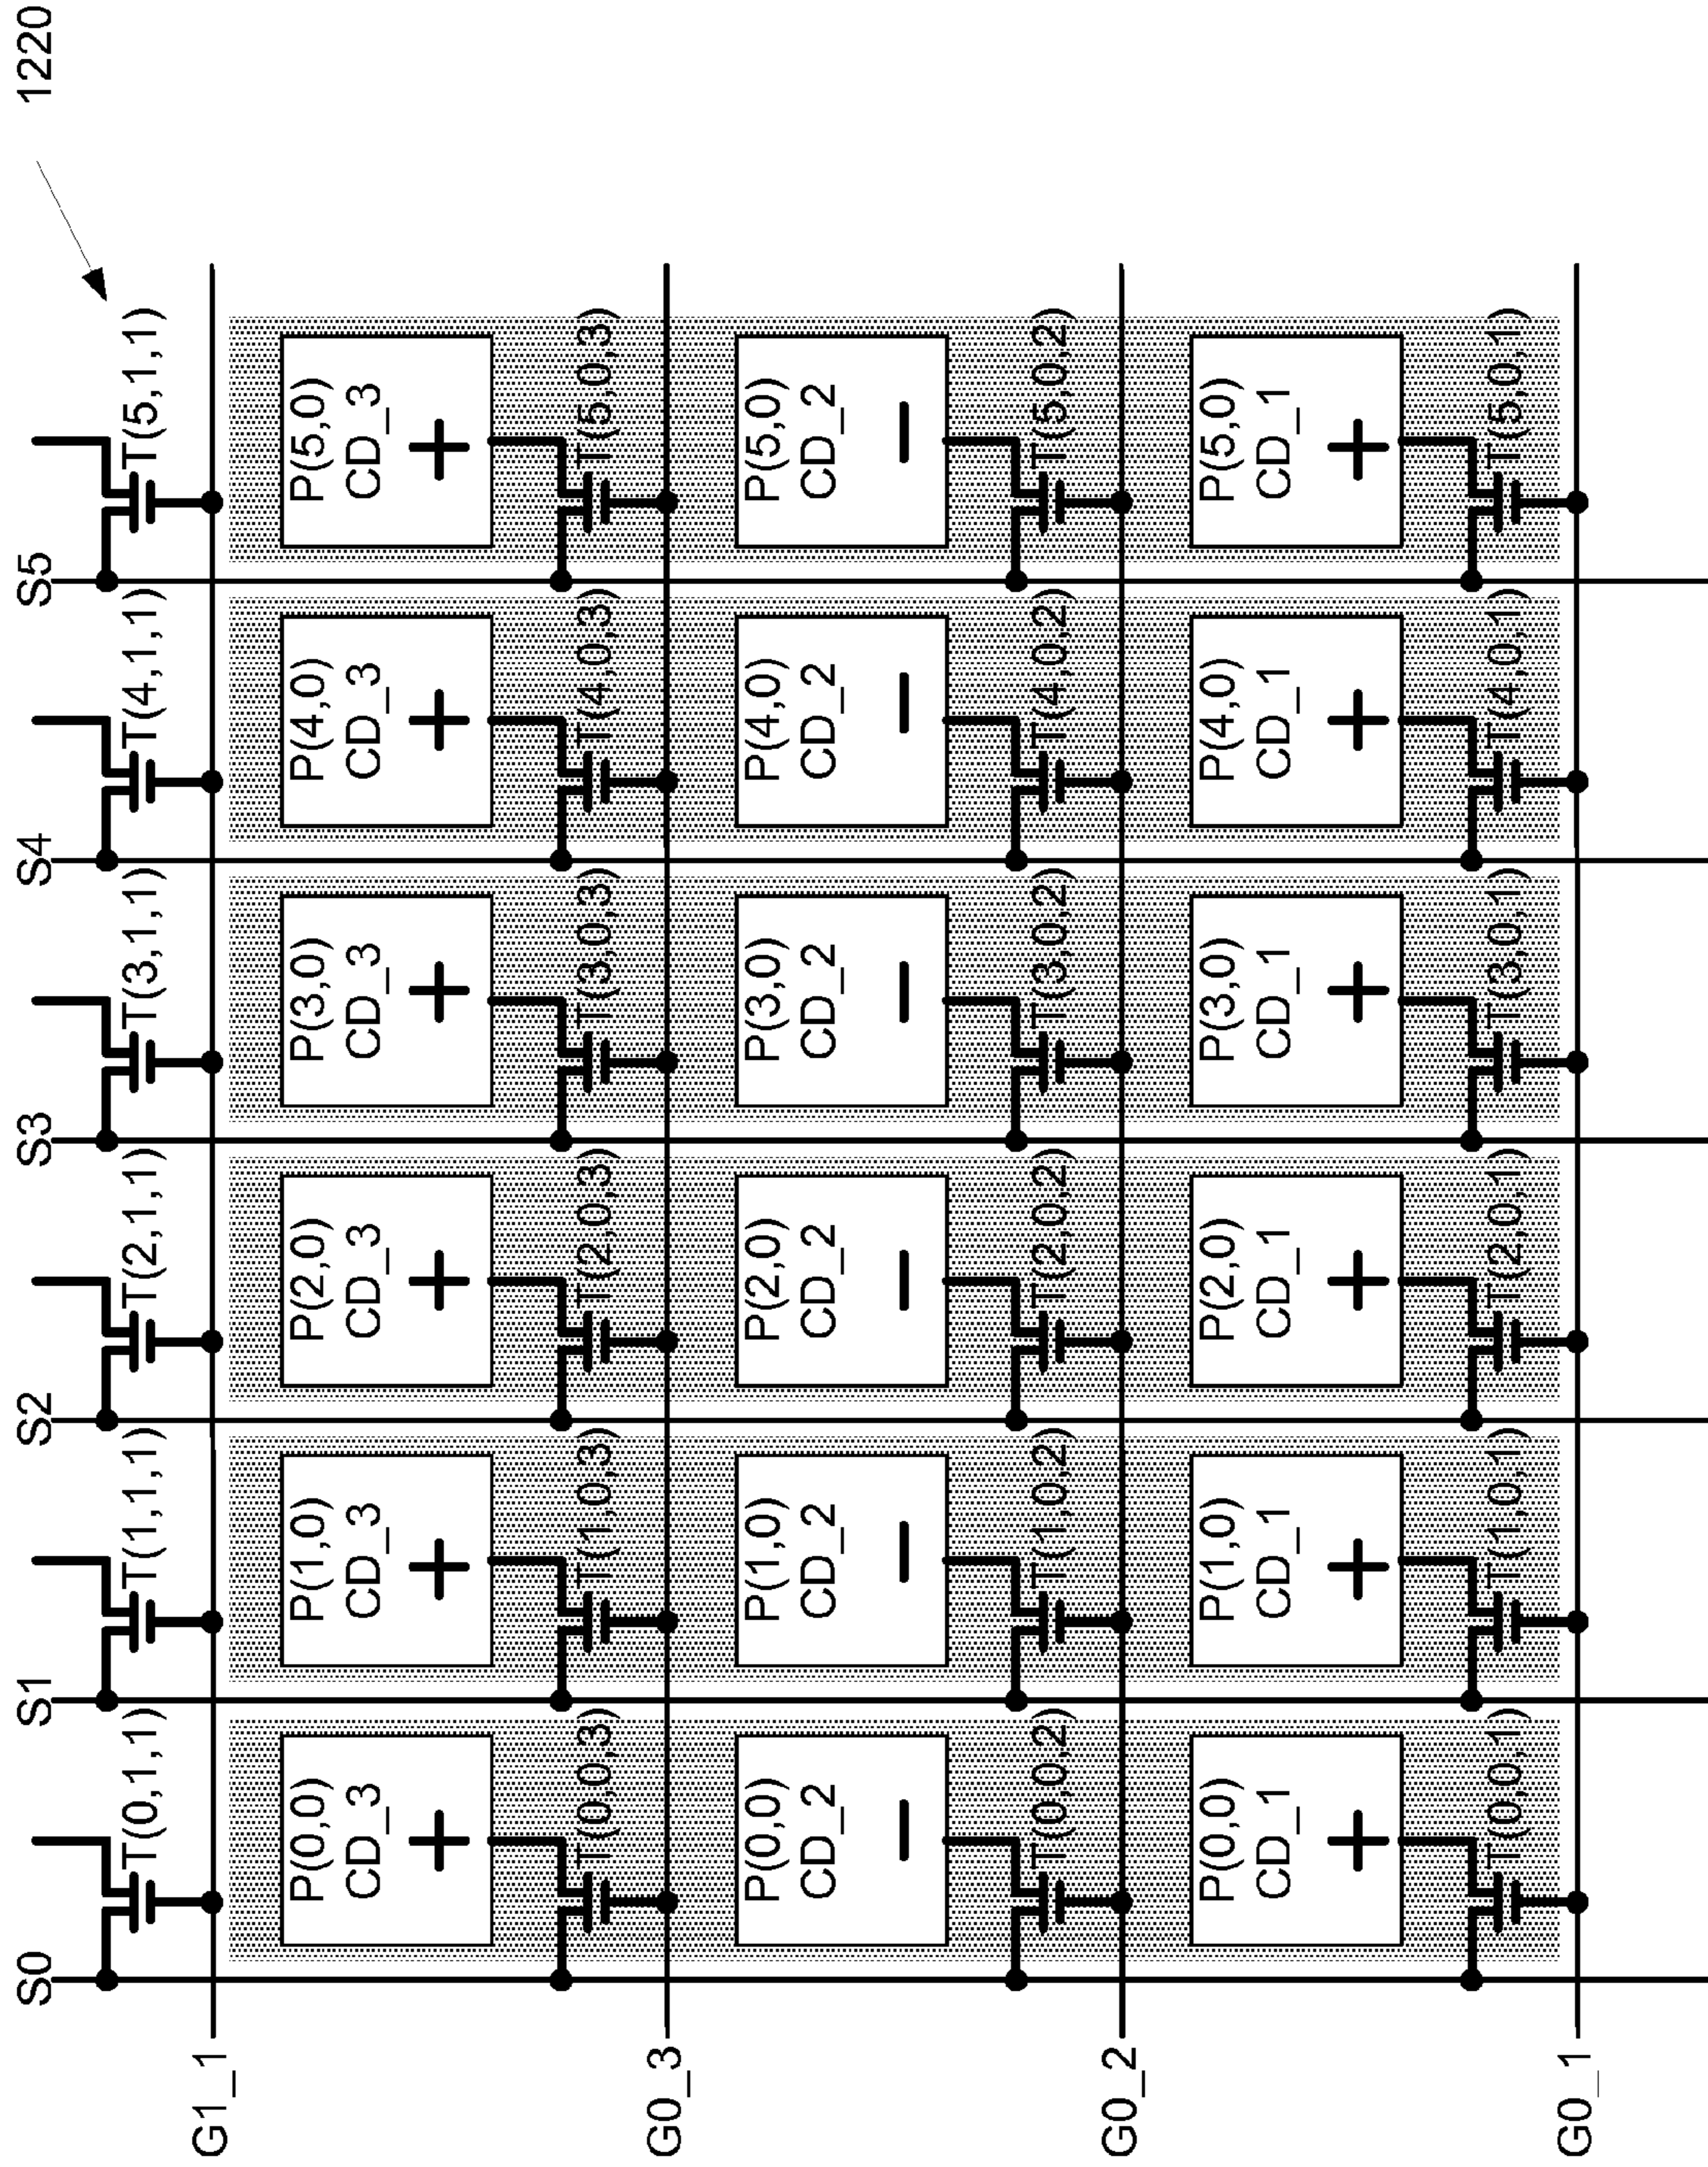 S0 S1 S2 S3 S4 S5 1220
T(0,1,1) T(1,1,1) T(2,1,1) T(3,1,1) T(4,1,1) T(5,1,1)
G1_1
P(0,0) P(1,0) P(2,0) P(3,0) P(4,0) P(5,0)
CD_3 CD_3 CD_3 CD_3 CD_3 CD_3
+ + + + + +
T(0,0,3) T(1,0,3) T(2,0,3) T(3,0,3) T(4,0,3) T(5,0,3)
G0_3
P(0,0) P(1,0) P(2,0) P(3,0) P(4,0) P(5,0)
CD_2 CD_2 CD_2 CD_2 CD_2 CD_2
− − − − − −
T(0,0,2) T(1,0,2) T(2,0,2) T(3,0,2) T(4,0,2) T(5,0,2)
G0_2
P(0,0) P(1,0) P(2,0) P(3,0) P(4,0) P(5,0)
CD_1 CD_1 CD_1 CD_1 CD_1 CD_1
+ + + + + +
T(0,0,1) T(1,0,1) T(2,0,1) T(3,0,1) T(4,0,1) T(5,0,1)
G0_1